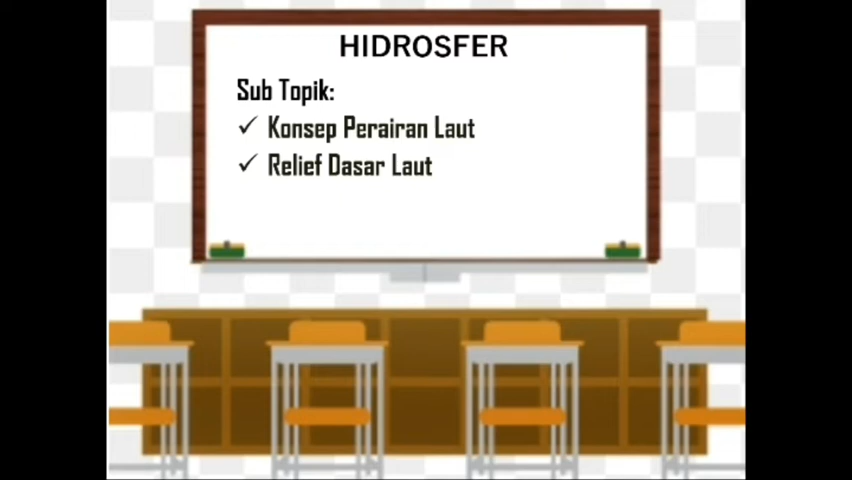 HIDROSFER
Sub Topik:
✓ Konsep Perairan Laut
✓ Relief Dasar Laut